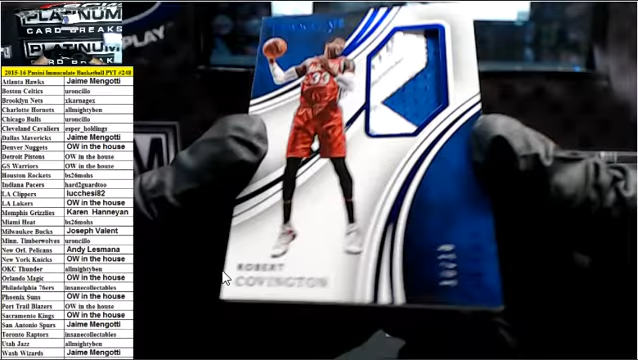 PLATINUM
CARD BREAKS
PLATINUM
CARD BREAKS
PLAY
2015-16 Panini Immaculate Basketball PYT #248
Atlanta Hawks Jaime Mengotti
Boston Celtics uroncillo
Brooklyn Nets xkarnagex
Charlotte Hornets allmightyben
Chicago Bulls uroncillo
Cleveland Cavaliers esper_holdings
Dallas Mavericks Jaime Mengotti
Denver Nuggets OW in the house
Detroit Pistons OW in the house
GS Warriors OW in the house
Houston Rockets bs26mohs
Indiana Pacers hard2guardtoo
LA Clippers lucchesi82
LA Lakers OW in the house
Memphis Grizzlies Karen Hanneyan
Miami Heat bs26mohs
Milwaukee Bucks Joseph Valent
Minn. Timberwolves uroncillo
New Orl. Pelicans Andy Lesmana
New York Knicks OW in the house
OKC Thunder allmightyben
Orlando Magic OW in the house
Philadelphia 76ers insanecollectables
Phoenix Suns OW in the house
Port Trail Blazers OW in the house
Sacramento Kings OW in the house
San Antonio Spurs Jaime Mengotti
Toronto Raptors insanecollectables
Utah Jazz allmightyben
Wash Wizards Jaime Mengotti
33
ROBERT
COVINGTON